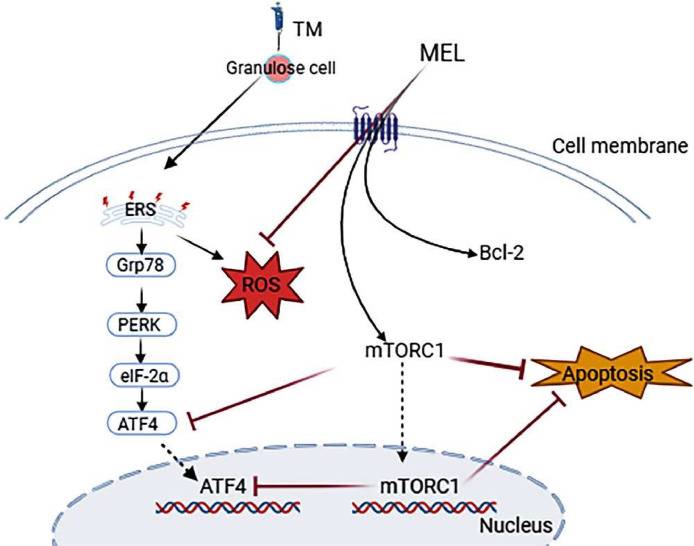 TM
Granulose cell
MEL
Cell membrane
ERS
Grp78
ROS
Bcl-2
PERK
mTORC1
Apoptosis
eIF-2α
ATF4
ATF4
mTORC1
Nucleus